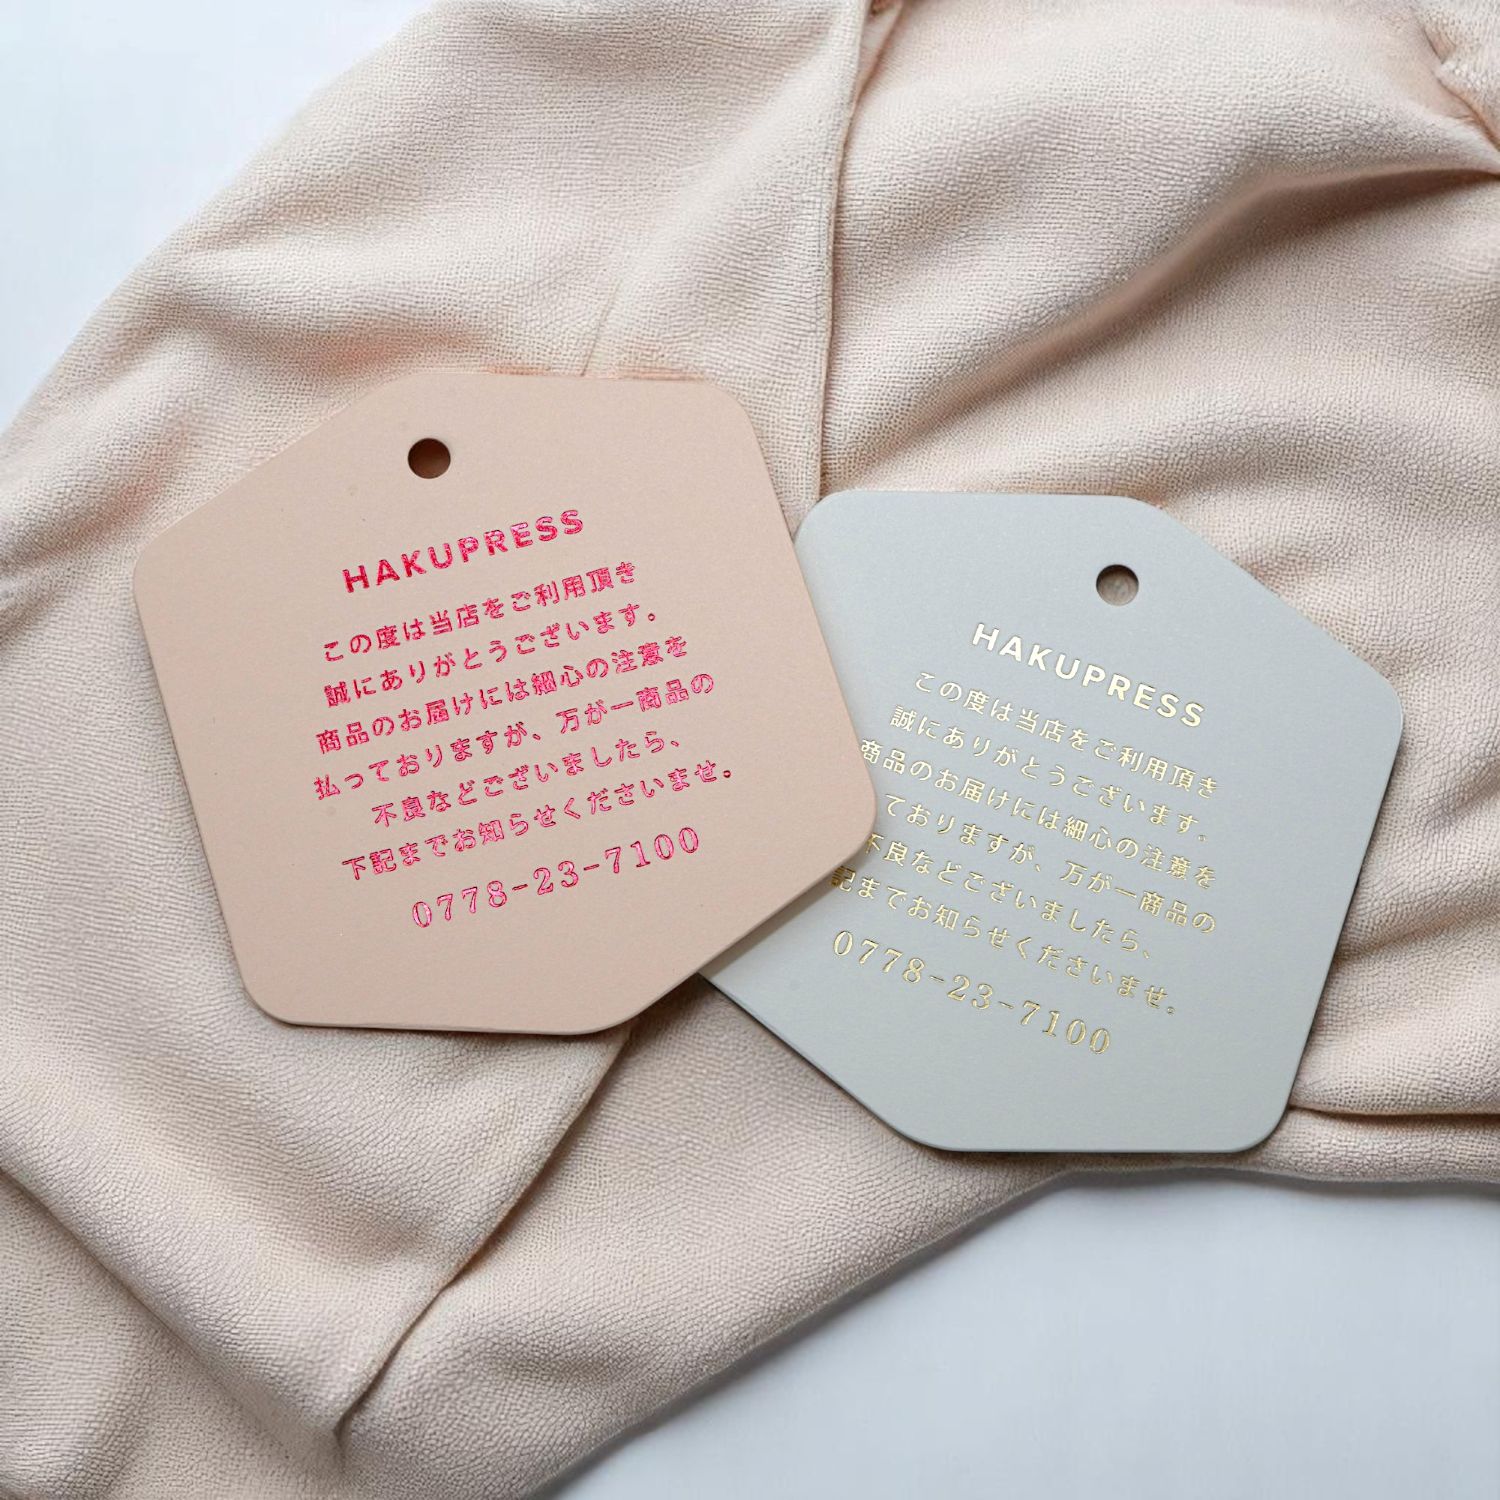 HAKUPRESS
この度は当店をご利用頂き
誠にありがとうございます。
商品のお届けには細心の注意を
払っておりますが、万が一商品の
不良などございましたら、
下記までお知らせくださいませ。
0778-23-7100
HAKUPRESS
この度は当店をご利用頂き
誠にありがとうございます。
商品のお届けには細心の注意を
ておりますが、万が一商品の
不良などございましたら、
記までお知らせくださいませ。
0778-23-7100